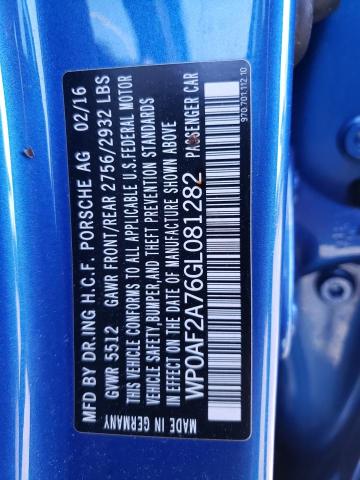 MFD BY DR.ING H.C.F. PORSCHE AG 02/16
GVWR 5512 GAWR FRONT/REAR 2756/2932 LBS
THIS VEHICLE CONFORMS TO ALL APPLICABLE U.S.FEDERAL MOTOR
VEHICLE SAFETY,BUMPER,AND THEFT PREVENTION STANDARDS
IN EFFECT ON THE DATE OF MANUFACTURE SHOWN ABOVE
WP0AF2A76GL081282 PASSENGER CAR
MADE IN GERMANY
970.701.112.10